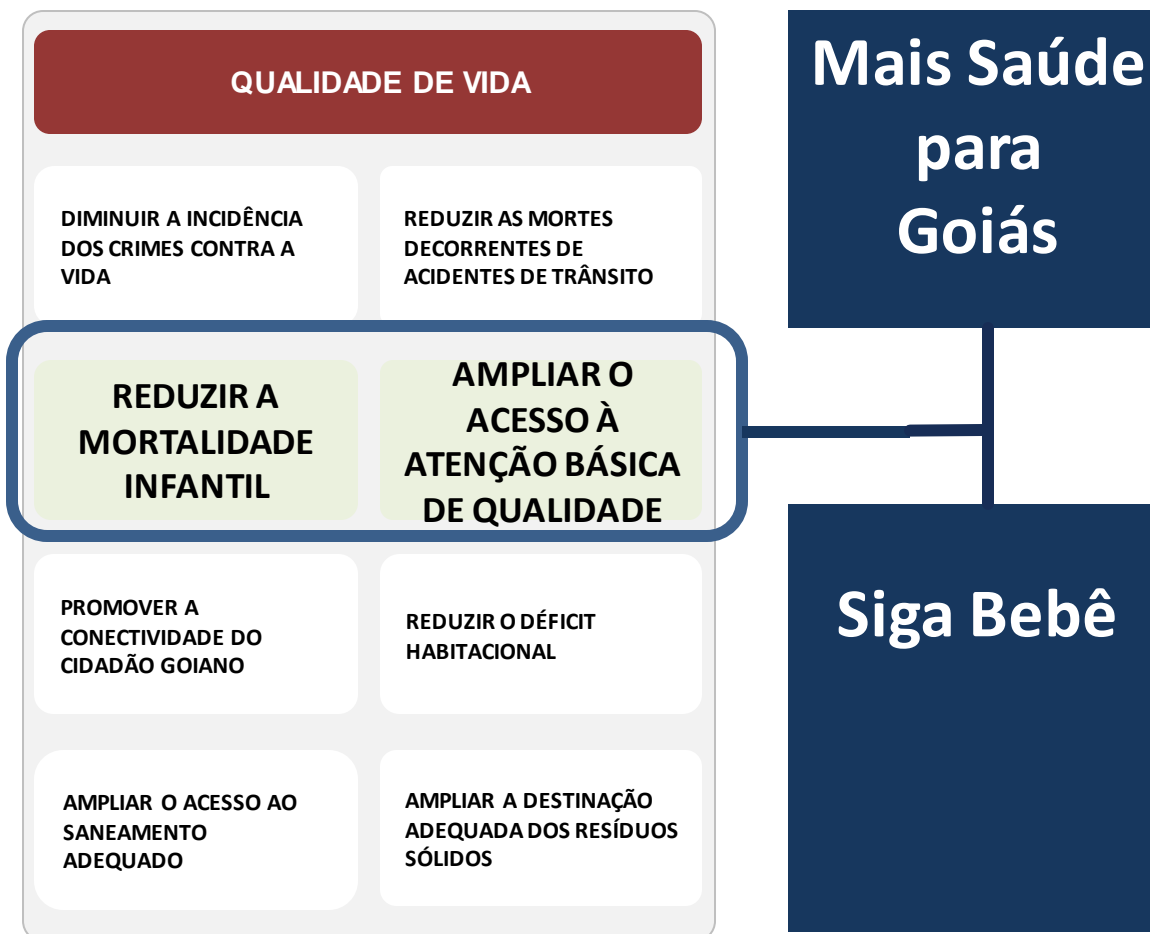 QUALIDADE DE VIDA
DIMINUIR A INCIDÊNCIA
DOS CRIMES CONTRA A
VIDA
REDUZIR AS MORTES
DECORRENTES DE
ACIDENTES DE TRÂNSITO
REDUZIR A
MORTALIDADE
INFANTIL
AMPLIAR O
ACESSO À
ATENÇÃO BÁSICA
DE QUALIDADE
PROMOVER A
CONECTIVIDADE DO
CIDADÃO GOIANO
REDUZIR O DÉFICIT
HABITACIONAL
AMPLIAR O ACESSO AO
SANEAMENTO
ADEQUADO
AMPLIAR A DESTINAÇÃO
ADEQUADA DOS RESÍDUOS
SÓLIDOS
Mais Saúde
para
Goiás
Siga Bebê